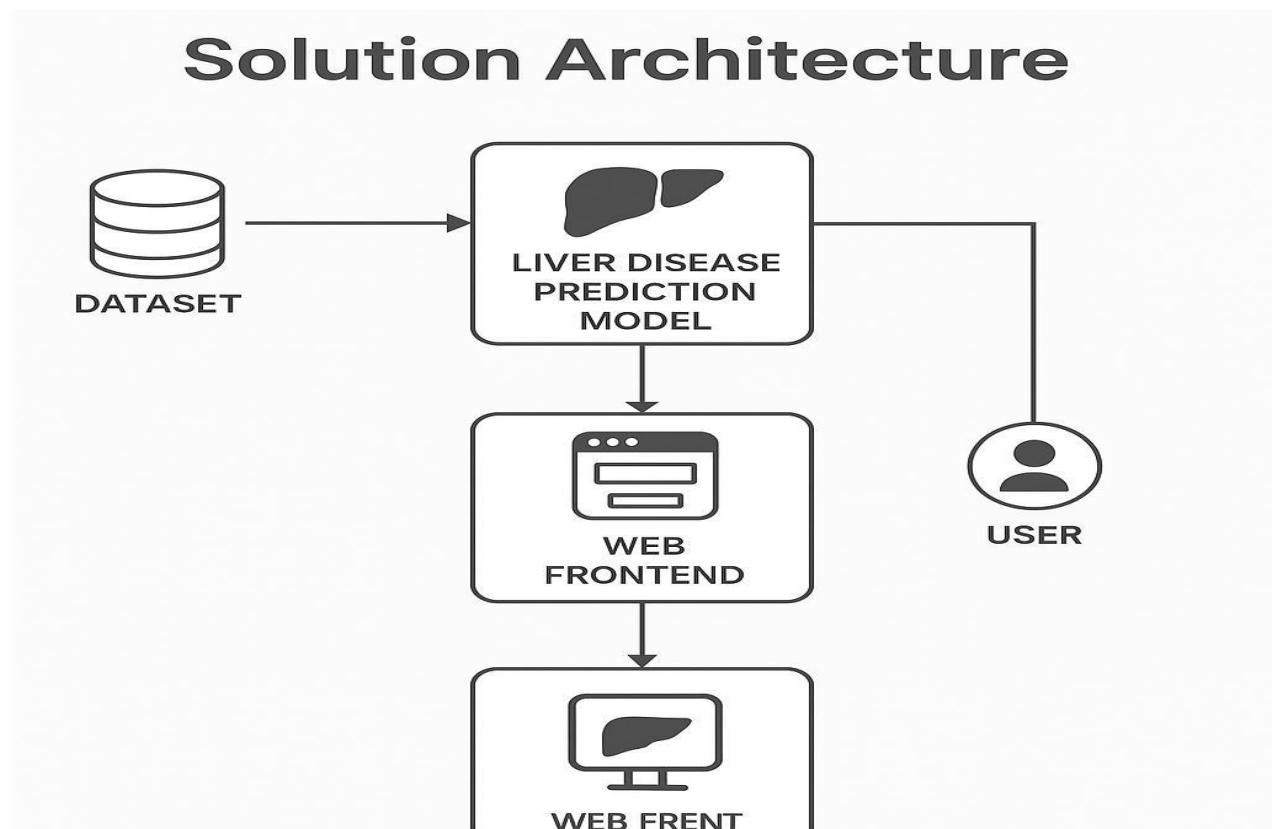 Solution Architecture
DATASET
LIVER DISEASE
PREDICTION
MODEL
WEB
FRONTEND
USER
WEB FRENT